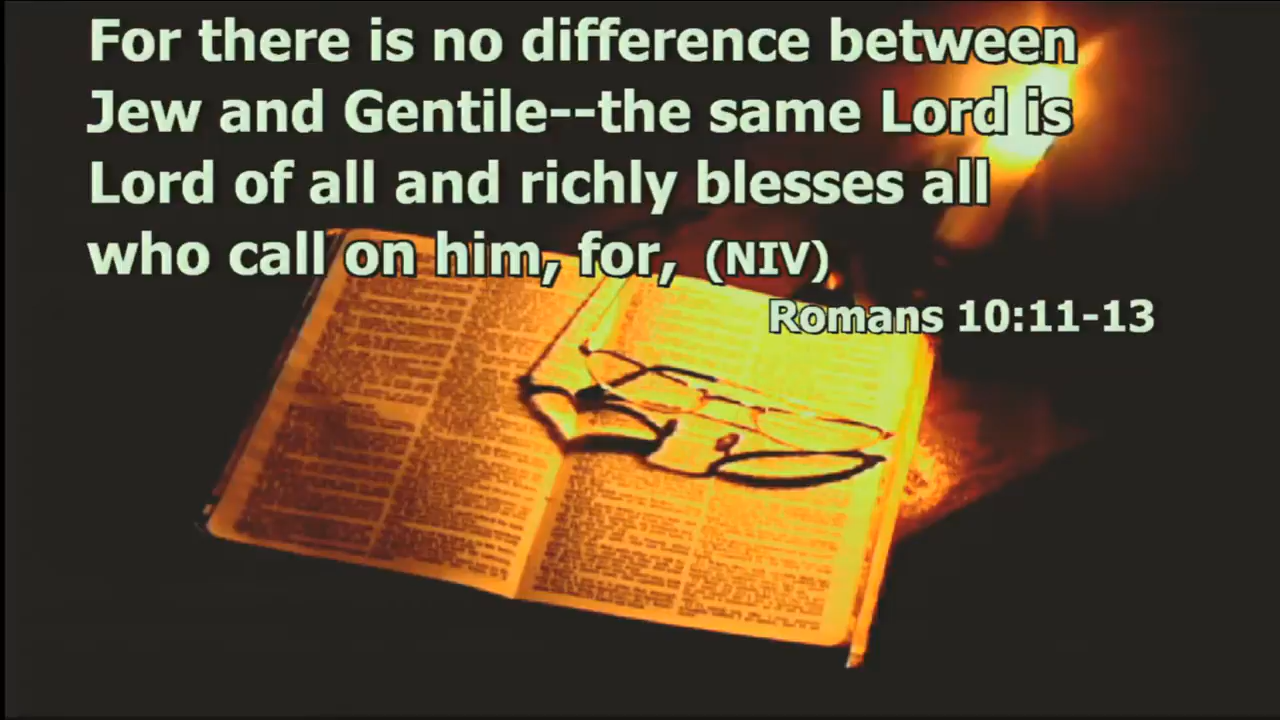 For there is no difference between
Jew and Gentile--the same Lord is
Lord of all and richly blesses all
who call on him, for, (NIV)
Romans 10:11-13